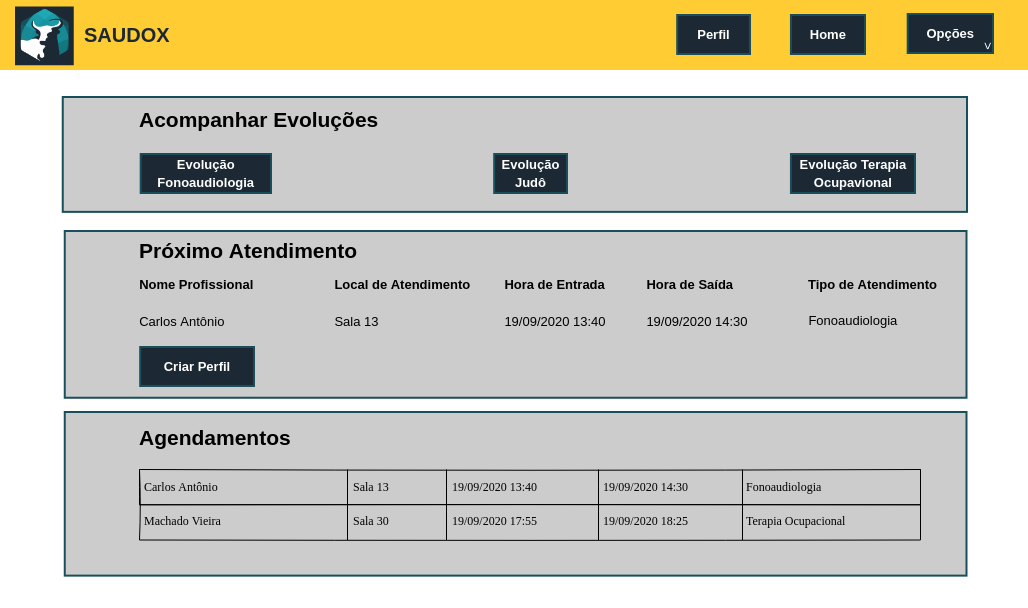 SAUDOX
Perfil
Home
Opções
v
Acompanhar Evoluções
Evolução
Fonoaudiologia
Evolução
Judô
Evolução Terapia
Ocupavional
Próximo Atendimento
Nome Profissional Local de Atendimento Hora de Entrada Hora de Saída Tipo de Atendimento
Carlos Antônio Sala 13 19/09/2020 13:40 19/09/2020 14:30 Fonoaudiologia
Criar Perfil
Agendamentos
Carlos Antônio Sala 13 19/09/2020 13:40 19/09/2020 14:30 Fonoaudiologia
Machado Vieira Sala 30 19/09/2020 17:55 19/09/2020 18:25 Terapia Ocupacional